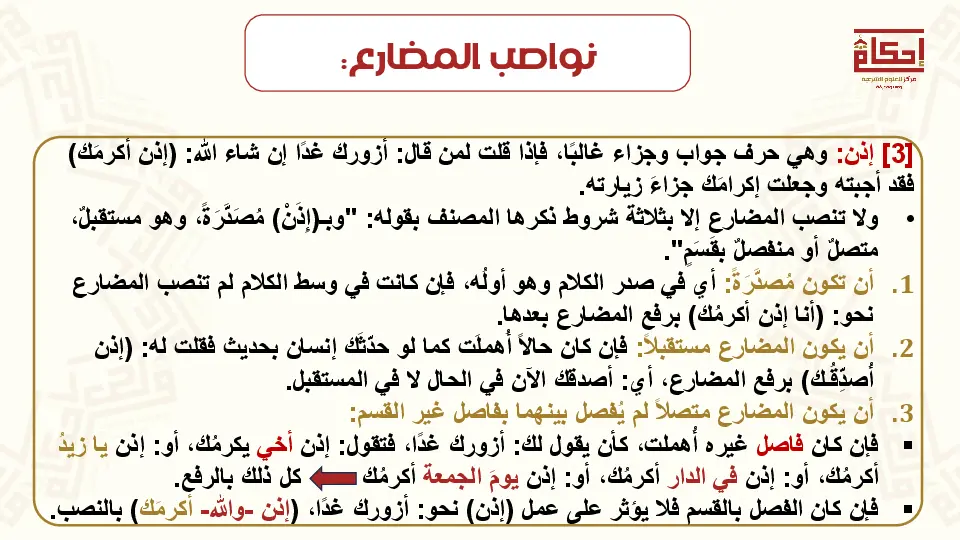 إحكام
مركز للعلوم الشرعية
نواصب المضارع:
[3] إذن: وهي حرف جواب وجزاء غالبًا، فإذا قلت لمن قال: أزورك غدًا إن شاء الله: (إذن أكرمَك)
فقد أجبته وجعلت إكرامَك جزاءَ زيارته.
• ولا تنصب المضارع إلا بثلاثة شروط ذكرها المصنف بقوله: "وبـ(إِذَنْ) مُصَدَّرَةً، وهو مستقبلٌ،
متصلٌ أو منفصلٌ بقَسَمٍ".
1. أن تكون مُصدَّرَةً: أي في صدر الكلام وهو أولُه، فإن كانت في وسط الكلام لم تنصب المضارع
نحو: (أنا إذن أكرمُك) برفع المضارع بعدها.
2. أن يكون المضارع مستقبلاً: فإن كان حالاً أُهملَت كما لو حدّثَك إنسان بحديث فقلت له: (إذن
أُصدِّقُـك) برفع المضارع، أي: أصدقك الآن في الحال لا في المستقبل.
3. أن يكون المضارع متصلاً لم يُفصل بينهما بفاصل غير القسم:
▪ فإن كان فاصل غيره أُهملت، كأن يقول لك: أزورك غدًا، فتقول: إذن أخي يكرمُك، أو: إذن يا زيدُ
أكرمُك، أو: إذن في الدار أكرمُك، أو: إذن يومَ الجمعة أكرمُك كل ذلك بالرفع.
▪ فإن كان الفصل بالقسم فلا يؤثر على عمل (إذن) نحو: أزورك غدًا، (إذن -والله- أكرمَك) بالنصب.